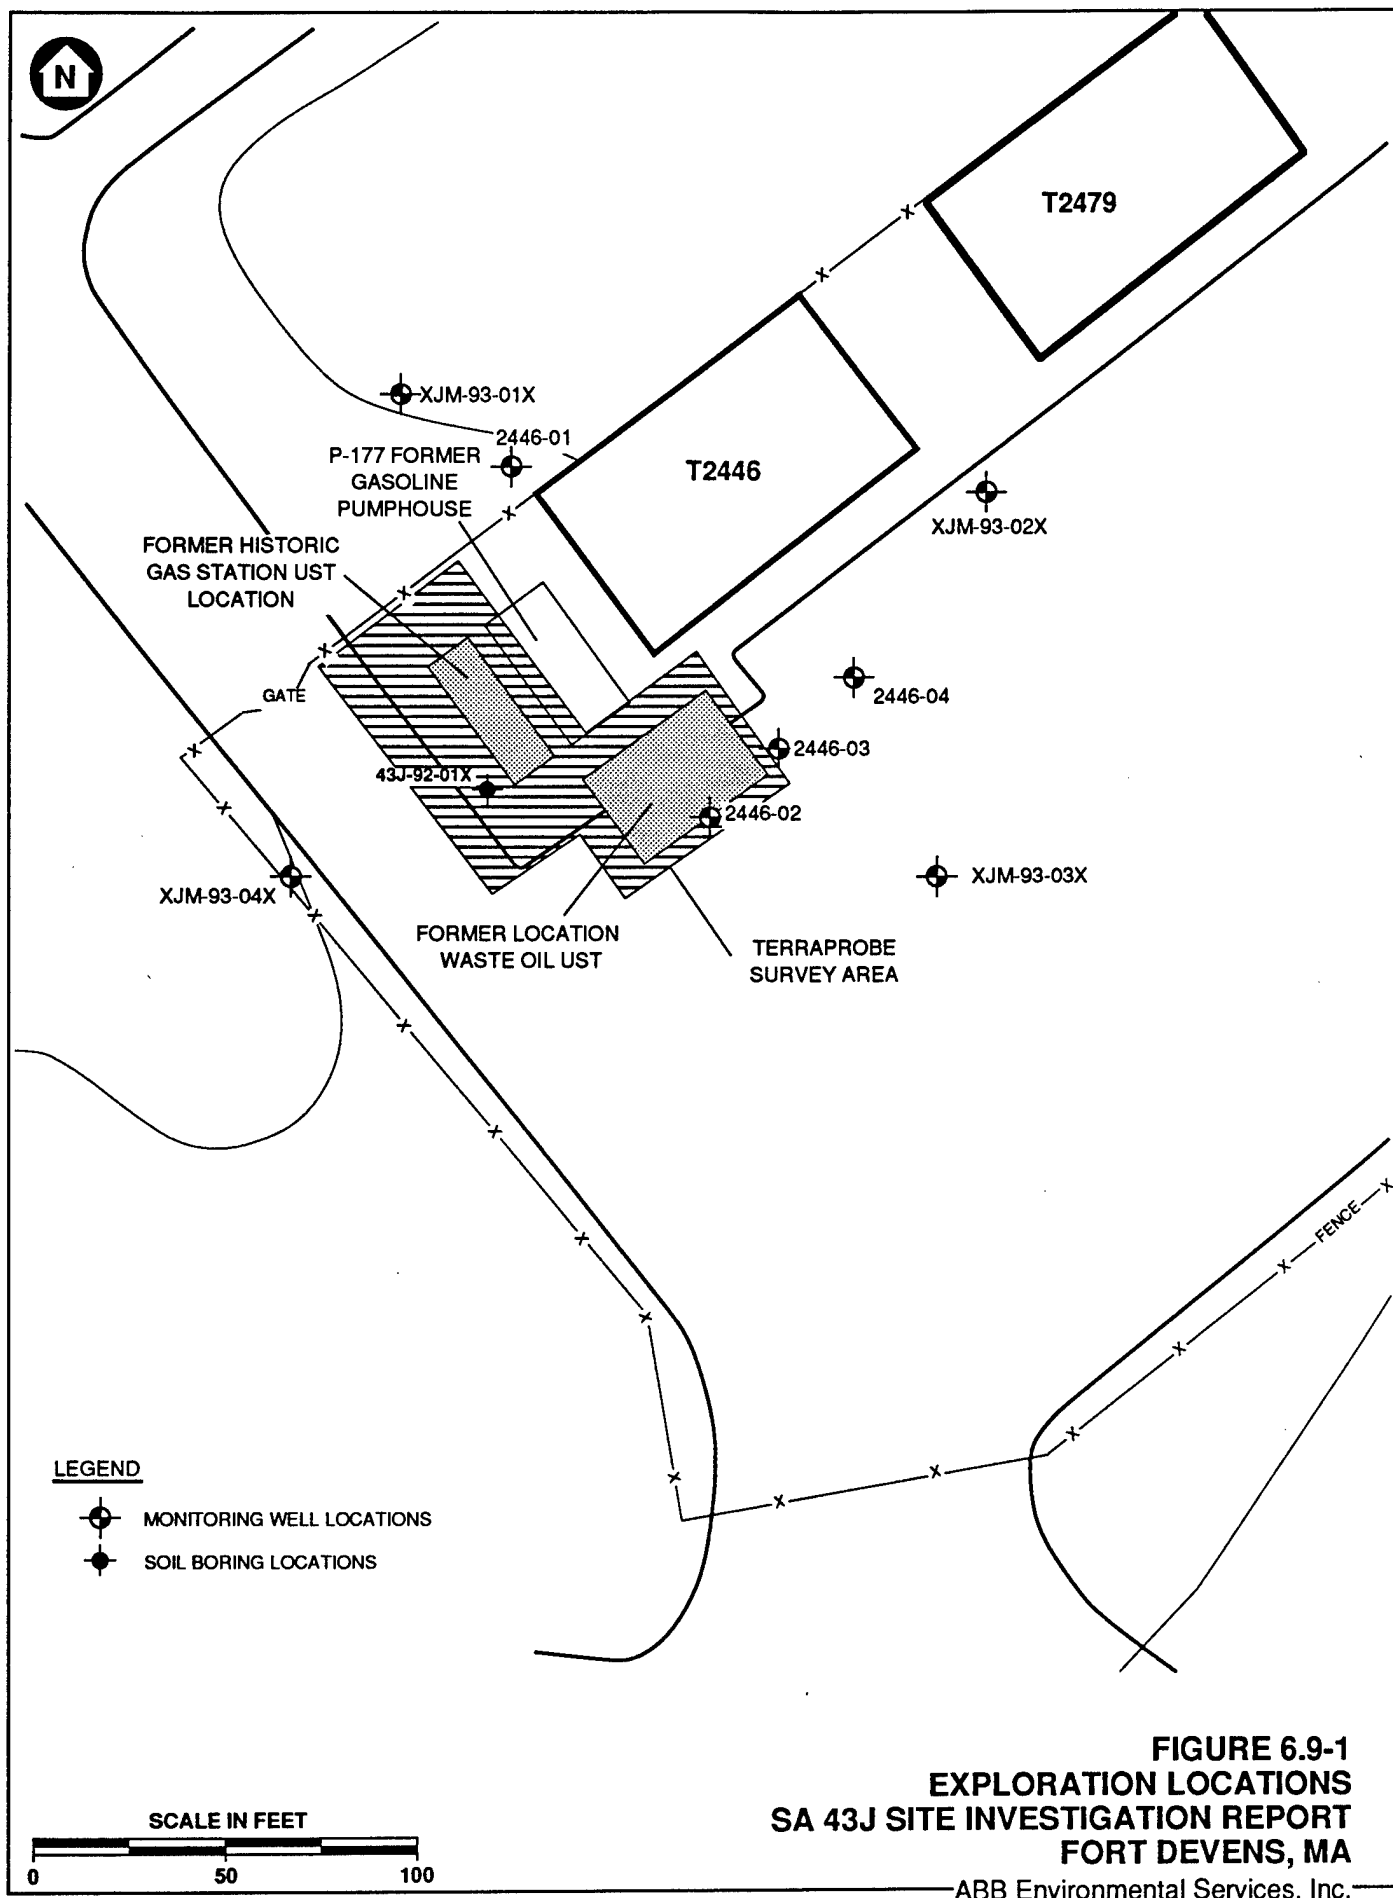 N
T2479
XJM-93-01X
2446-01
P-177 FORMER
GASOLINE
PUMPHOUSE
T2446
XJM-93-02X
FORMER HISTORIC
GAS STATION UST
LOCATION
GATE
2446-04
2446-03
43J-92-01X
2446-02
XJM-93-04X
XJM-93-03X
FORMER LOCATION
WASTE OIL UST
TERRAPROBE
SURVEY AREA
FENCE
LEGEND
MONITORING WELL LOCATIONS
SOIL BORING LOCATIONS
SCALE IN FEET
0 50 100
FIGURE 6.9-1
EXPLORATION LOCATIONS
SA 43J SITE INVESTIGATION REPORT
FORT DEVENS, MA
ABB Environmental Services, Inc.